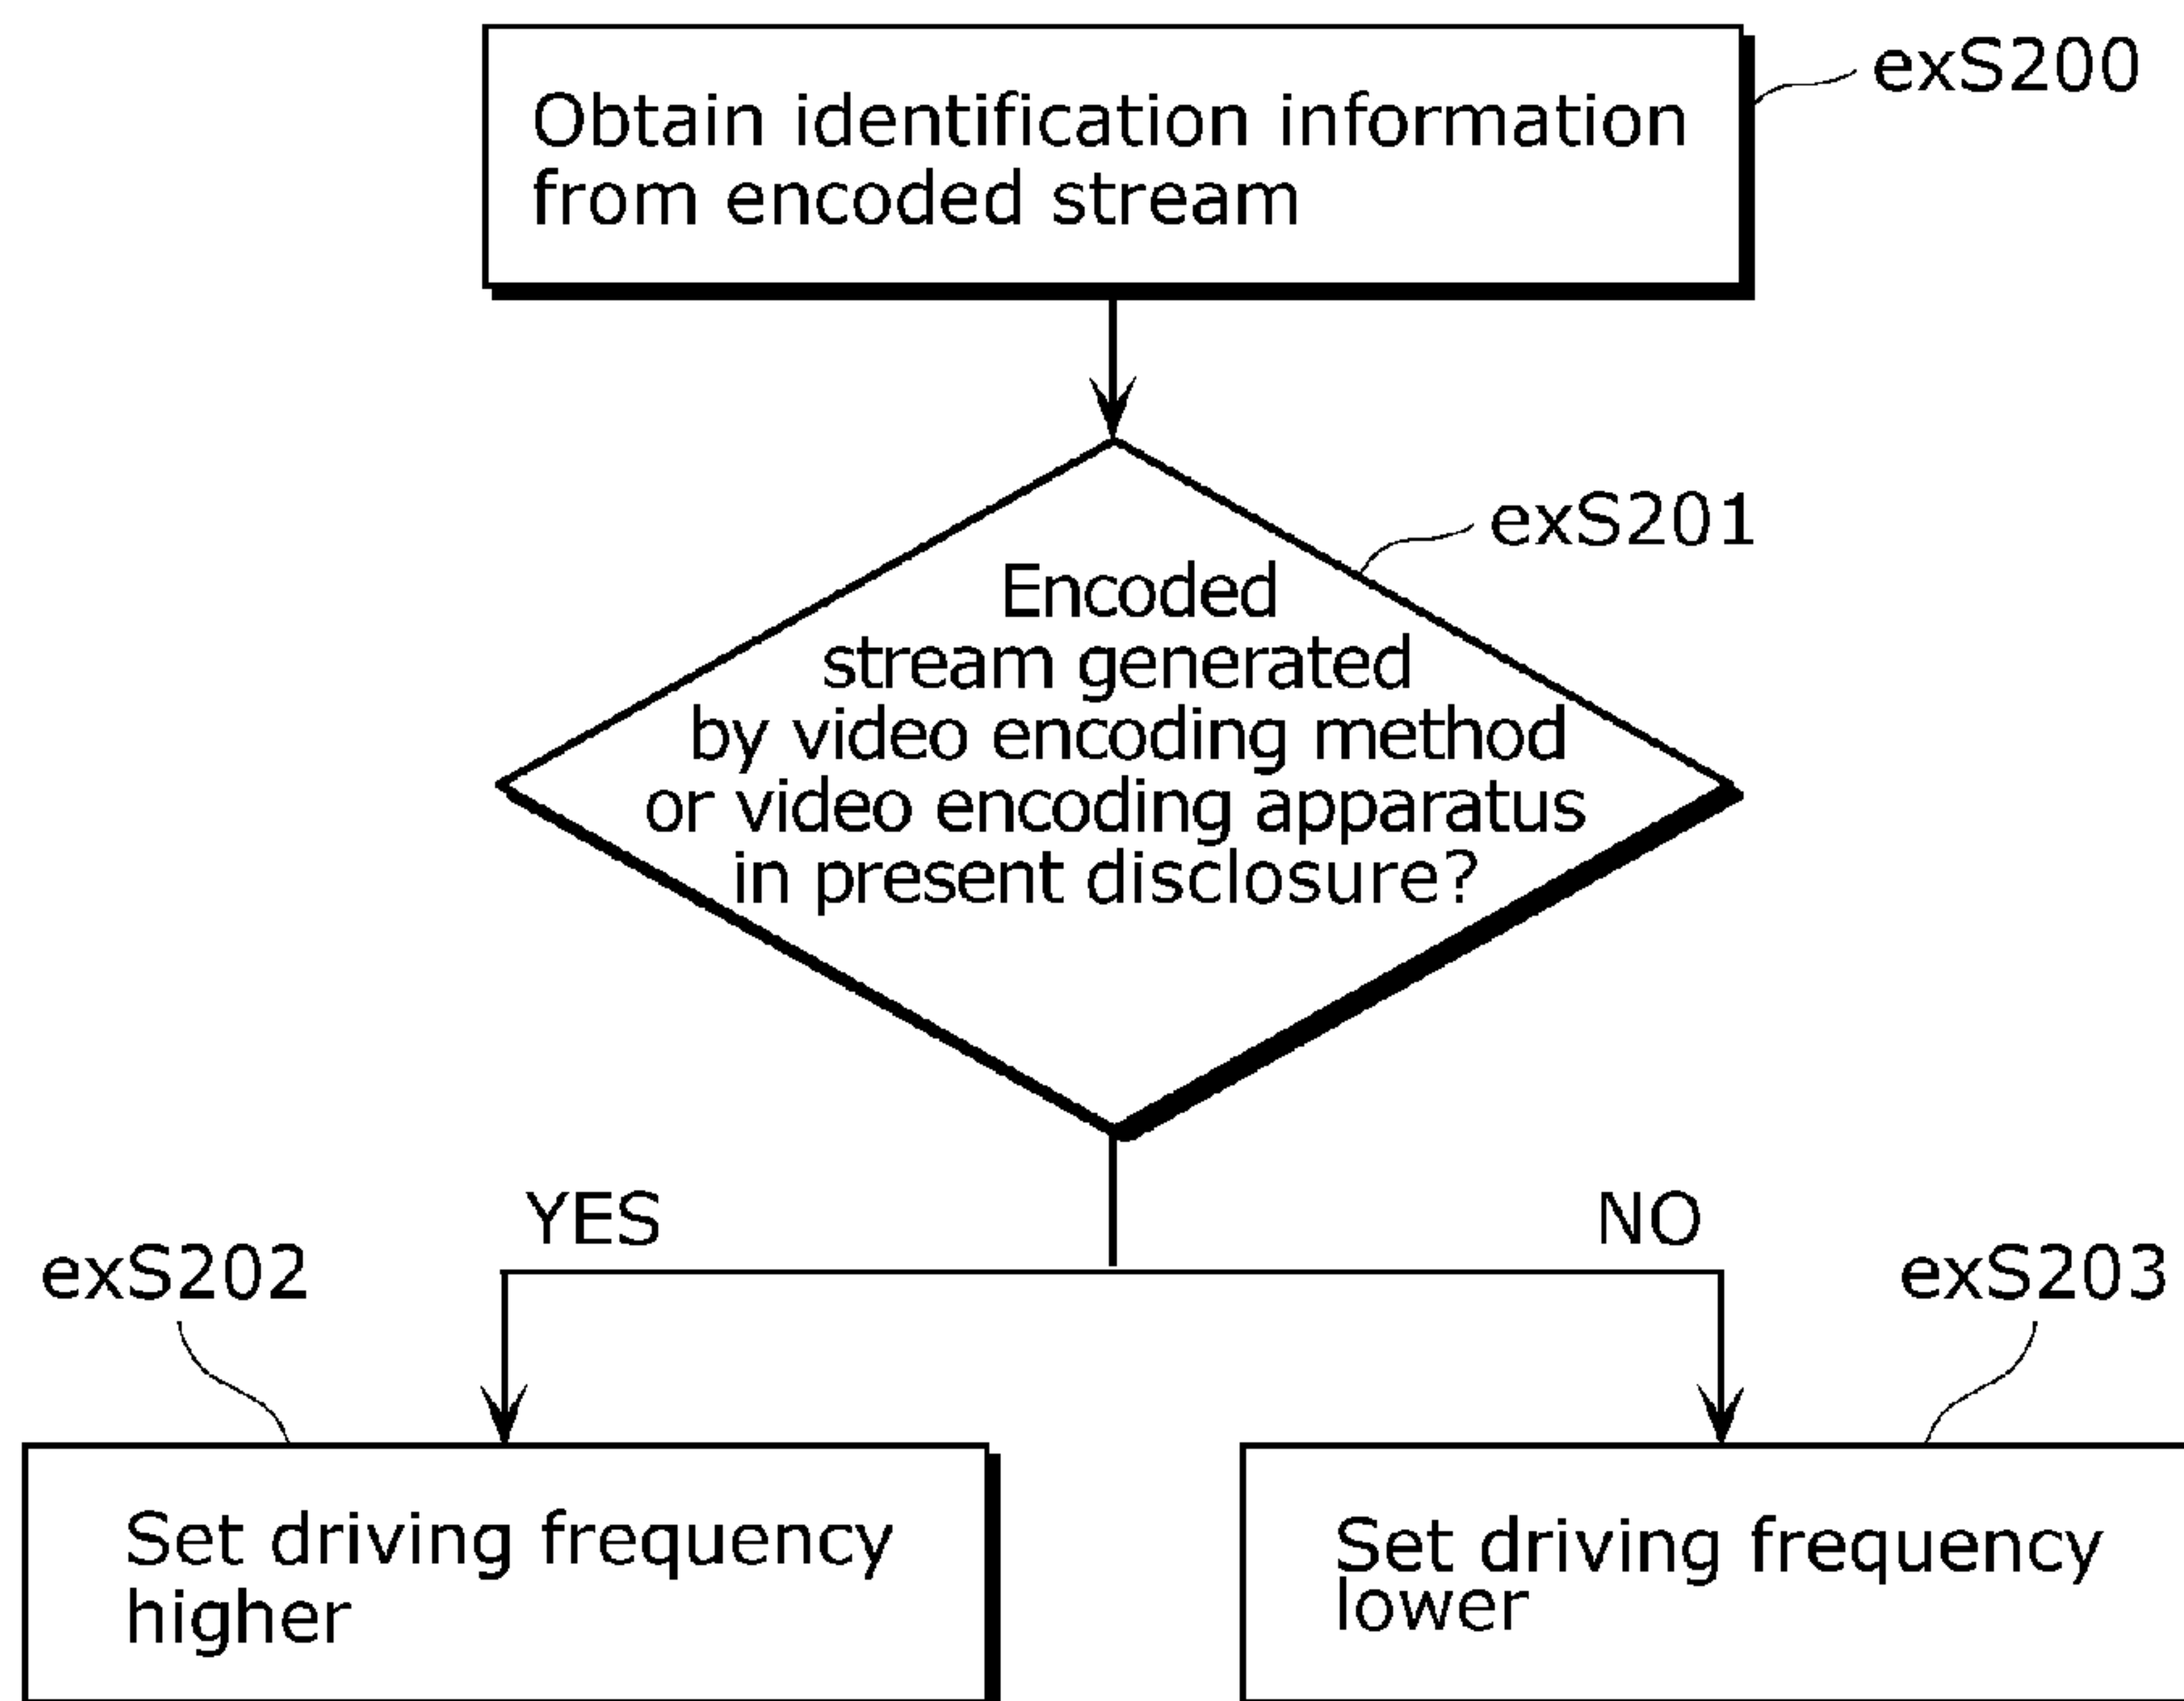 Obtain identification information
from encoded stream
exS200
exS201
Encoded
stream generated
by video encoding method
or video encoding apparatus
in present disclosure?
YES
NO
exS202
exS203
Set driving frequency
higher
Set driving frequency
lower